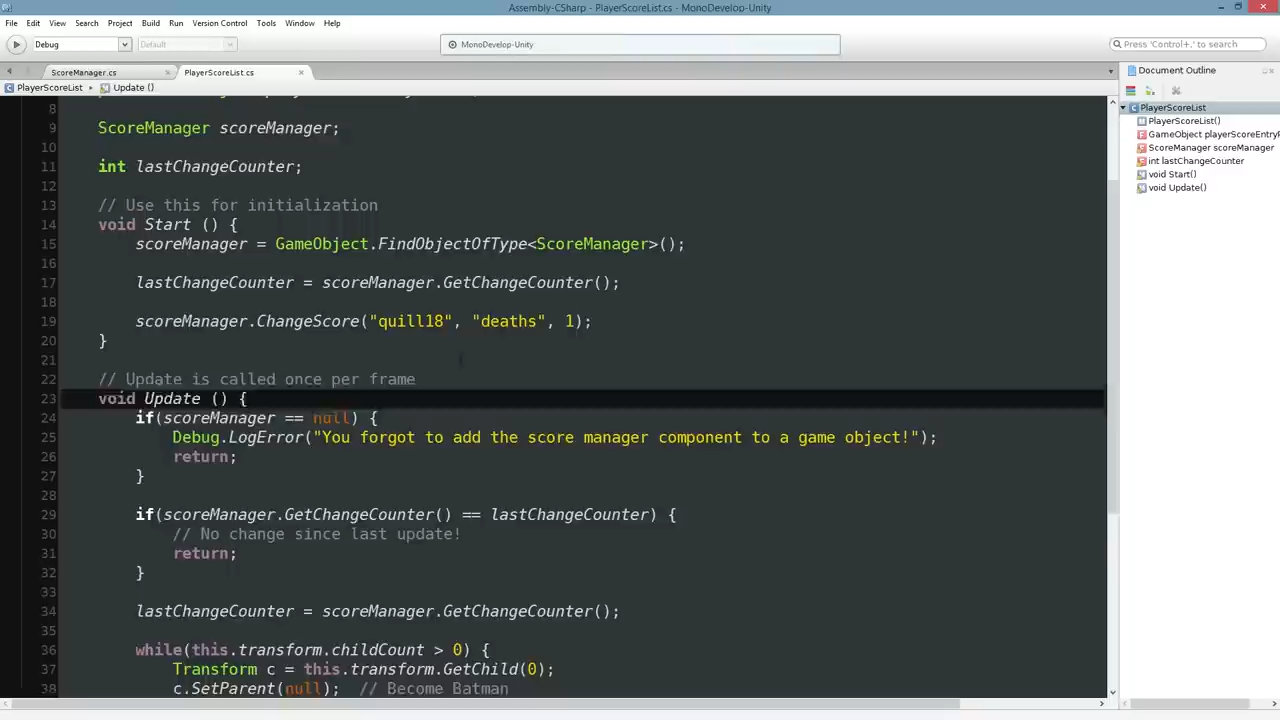 Assembly-CSharp - PlayerScoreList.cs - MonoDevelop-Unity
File Edit View Search Project Build Run Version Control Tools Window Help
Debug Default MonoDevelop-Unity Press 'Control+,' to search
ScoreManager.cs PlayerScoreList.cs Document Outline
PlayerScoreList Update ()
PlayerScoreList
PlayerScoreList()
GameObject playerScoreEntryP
ScoreManager scoreManager
int lastChangeCounter
void Start()
void Update()
8
9 ScoreManager scoreManager;
10
11 int lastChangeCounter;
12
13 // Use this for initialization
14 void Start () {
15 scoreManager = GameObject.FindObjectOfType<ScoreManager>();
16
17 lastChangeCounter = scoreManager.GetChangeCounter();
18
19 scoreManager.ChangeScore("quill18", "deaths", 1);
20 }
21
22 // Update is called once per frame
23 void Update () {
24 if(scoreManager == null) {
25 Debug.LogError("You forgot to add the score manager component to a game object!");
26 return;
27 }
28
29 if(scoreManager.GetChangeCounter() == lastChangeCounter) {
30 // No change since last update!
31 return;
32 }
33
34 lastChangeCounter = scoreManager.GetChangeCounter();
35
36 while(this.transform.childCount > 0) {
37 Transform c = this.transform.GetChild(0);
38 c.SetParent(null); // Become Batman